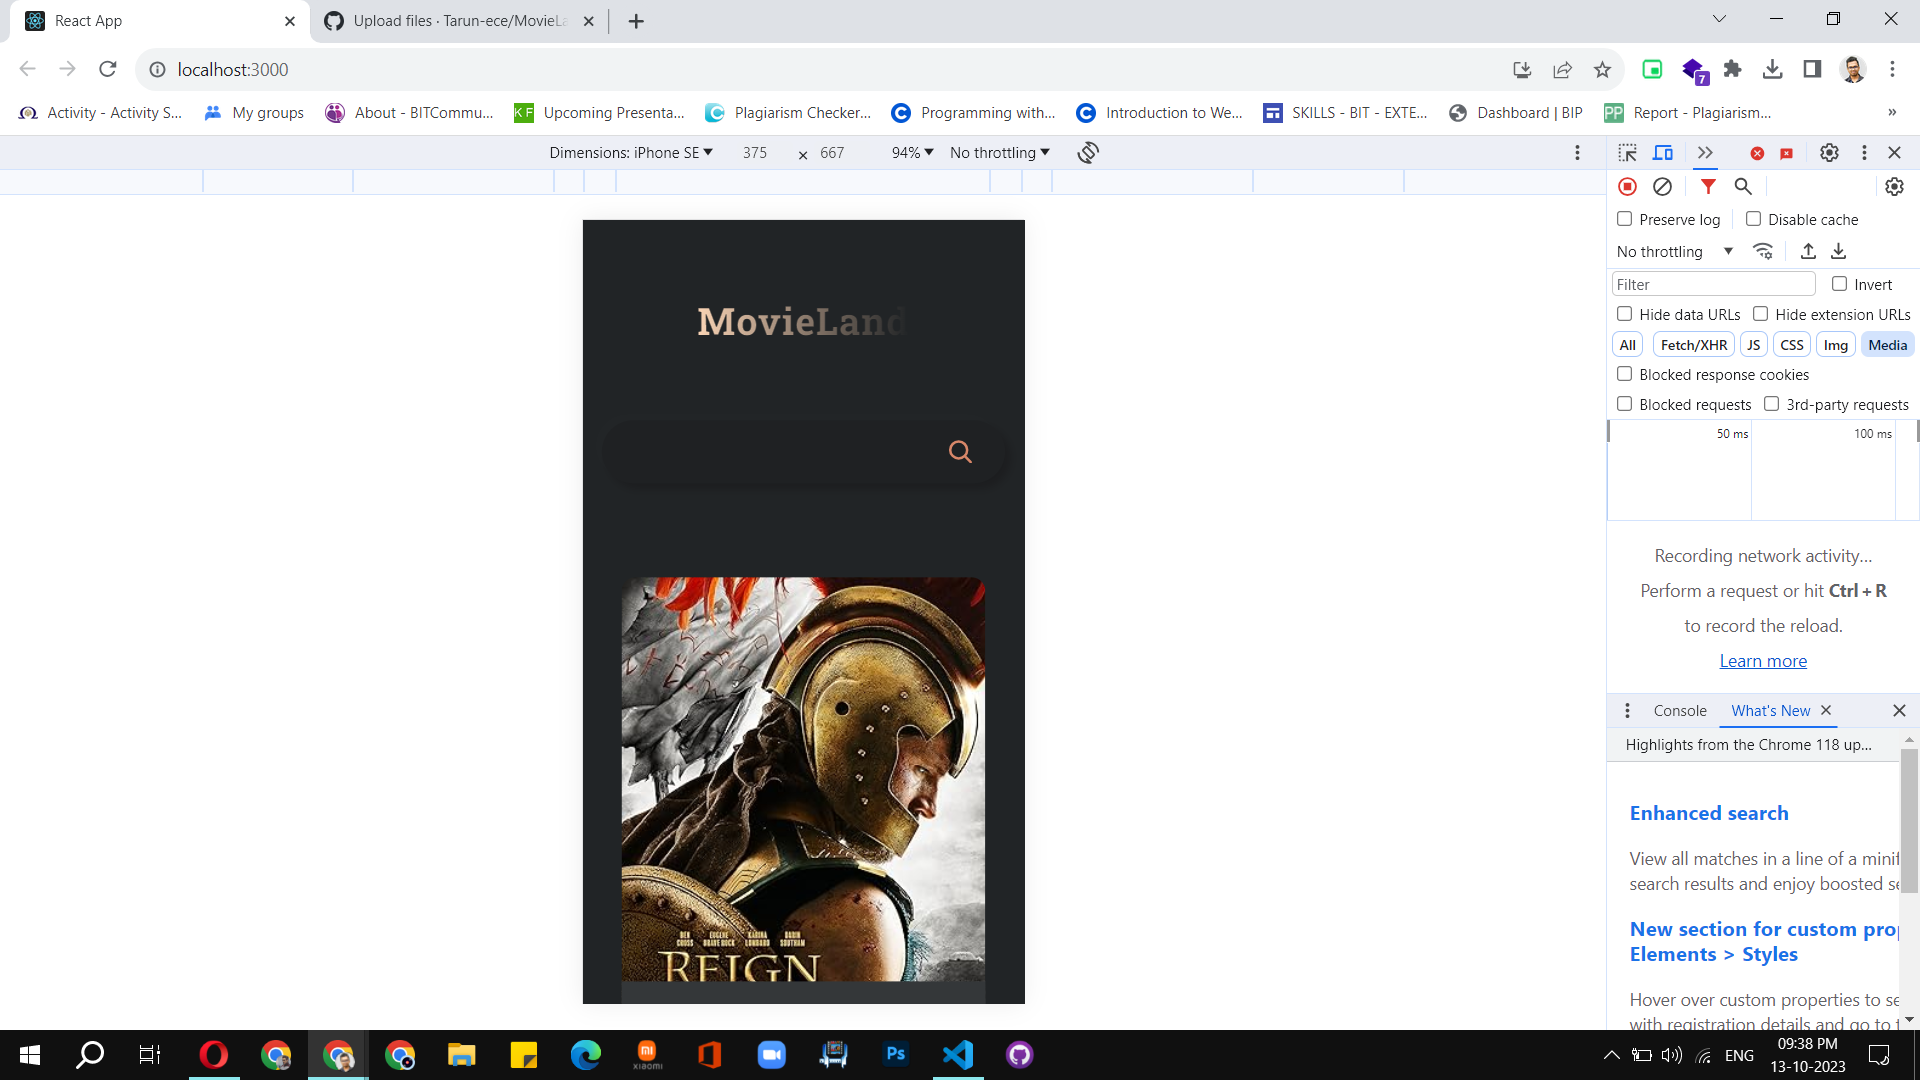 React App
Upload files · Tarun-ece/MovieLa
localhost:3000
7
Activity - Activity S...
My groups
About - BITCommu...
KF
Upcoming Presenta...
Plagiarism Checker...
Programming with...
Introduction to We...
SKILLS - BIT - EXTE...
Dashboard | BIP
PP
Report - Plagiarism...
»
Dimensions: iPhone SE
375 × 667
94%
No throttling
Preserve log
Disable cache
No throttling
Filter
Invert
Hide data URLs
Hide extension URLs
All
Fetch/XHR
JS
CSS
Img
Media
Blocked response cookies
Blocked requests
3rd-party requests
50 ms
100 ms
Recording network activity...
Perform a request or hit Ctrl + R
to record the reload.
Learn more
Console
What's New
Highlights from the Chrome 118 up...
Enhanced search
View all matches in a line of a minif
search results and enjoy boosted se
New section for custom prop
Elements > Styles
Hover over custom properties to se
with registration details and go to t
MovieLand
BEN CROSS
EUGENE BRAVE ROCK
KARINA LOMBARD
DARIN SOUTHAM
REIGN
xiaomi
Ps
ENG
09:38 PM
13-10-2023